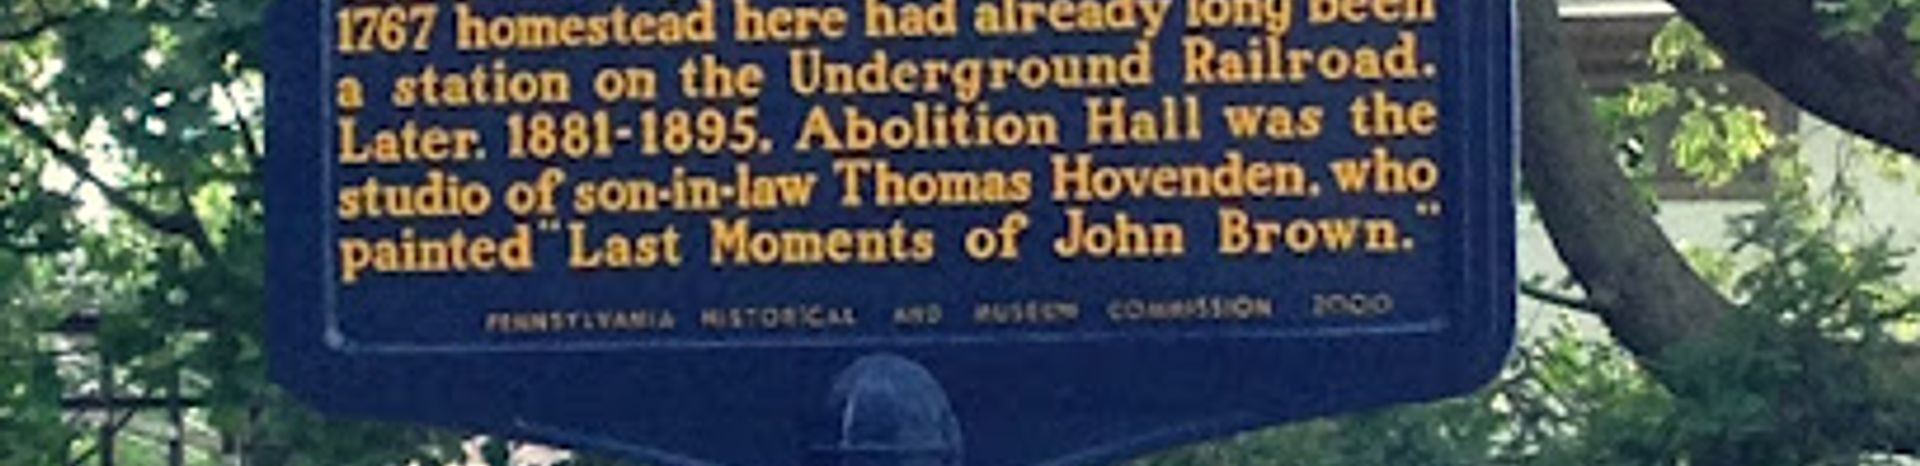 1767 homestead here had already long been
a station on the Underground Railroad.
Later, 1881-1895, Abolition Hall was the
studio of son-in-law Thomas Hovenden, who
painted "Last Moments of John Brown."
PENNSYLVANIA HISTORICAL AND MUSEUM COMMISSION 2000